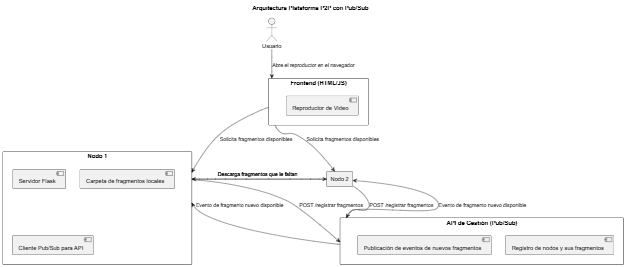 Arquitectura Plataforma P2P con Pub/Sub
Usuario
Abre el reproductor en el navegador
Frontend (HTML/JS)
Reproductor de Video
Solicita fragmentos disponibles
Solicita fragmentos disponibles
Nodo 1
Servidor Flask
Carpeta de fragmentos locales
Cliente Pub/Sub para API
Descarga fragmentos que le faltan
Nodo 2
Evento de fragmento nuevo disponible
POST /registrar fragmentos
POST /registrar fragmentos
Evento de fragmento nuevo disponible
API de Gestión (Pub/Sub)
Publicación de eventos de nuevos fragmentos
Registro de nodos y sus fragmentos